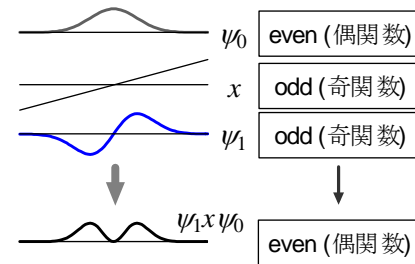 ψ0 even (偶関数)
x odd (奇関数)
ψ1 odd (奇関数)
ψ1xψ0
even (偶関数)